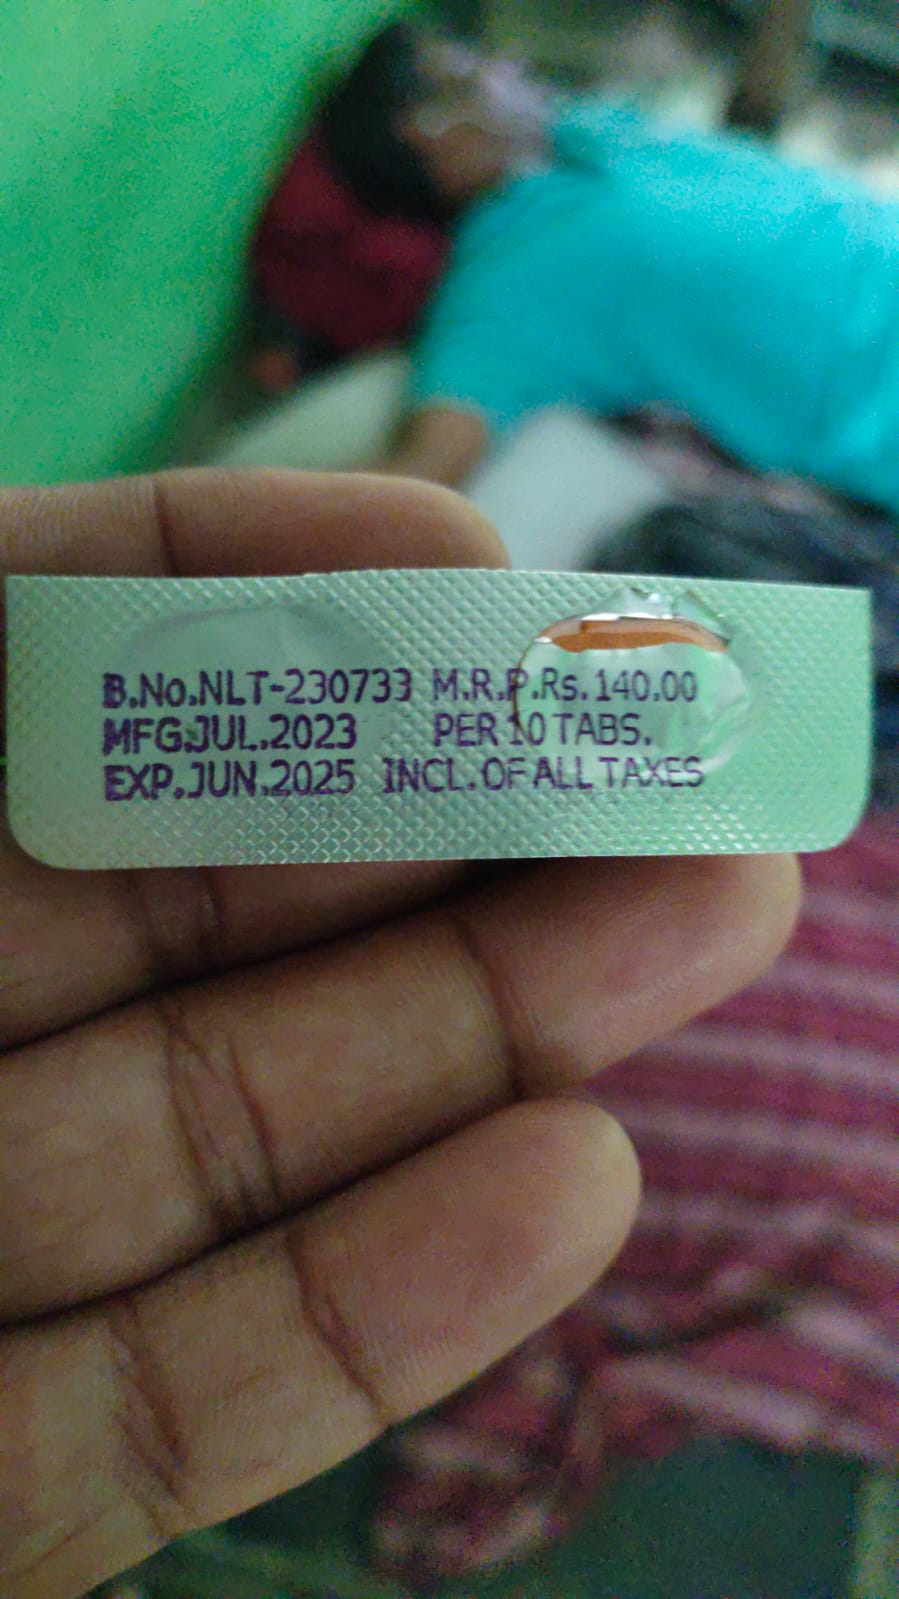 B.No.NLT-230733 M.R.P.Rs.140.00
MFG.JUL.2023 PER 10 TABS.
EXP.JUN.2025 INCL.OF ALL TAXES